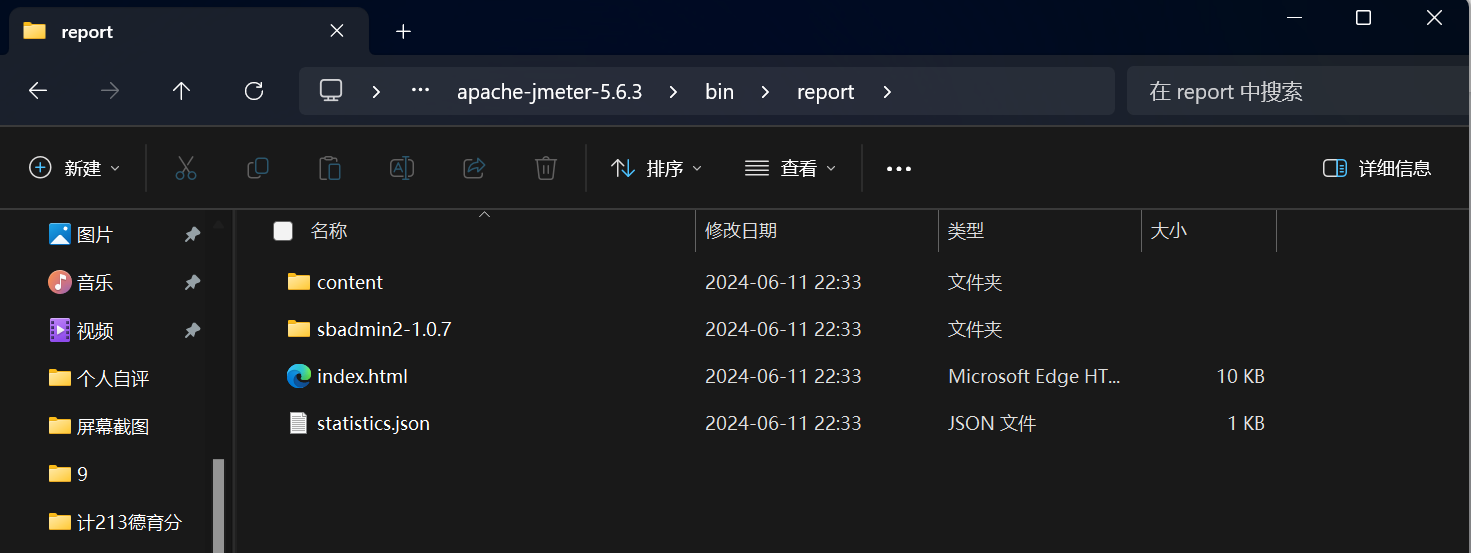 report
… apache-jmeter-5.6.3 bin report 在 report 中搜索
新建 排序 查看 … 详细信息
图片
音乐
视频
个人自评
屏幕截图
9
计213德育分
名称 修改日期 类型 大小
content 2024-06-11 22:33 文件夹
sbadmin2-1.0.7 2024-06-11 22:33 文件夹
index.html 2024-06-11 22:33 Microsoft Edge HT... 10 KB
statistics.json 2024-06-11 22:33 JSON 文件 1 KB